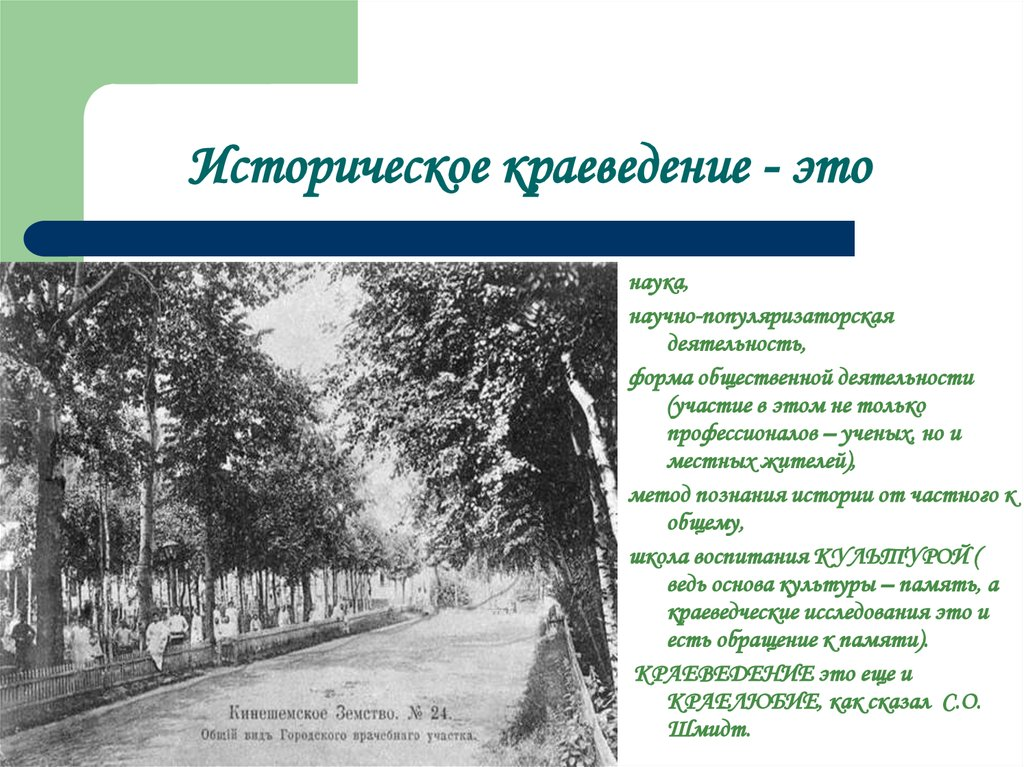 Историческое краеведение - это
наука,
научно-популяризаторская
деятельность,
форма общественной деятельности
(участие в этом не только
профессионалов – ученых, но и
местных жителей),
метод познания истории от частного к
общему,
школа воспитания КУЛЬТУРОЙ (
ведь основа культуры – память, а
краеведческие исследования это и
есть обращение к памяти).
КРАЕВЕДЕНИЕ это еще и
КРАЕЛЮБИЕ, как сказал С.О.
Шмидт.
Кинешемское Земство. № 24.
Общій видъ Городского врачебнаго участка.